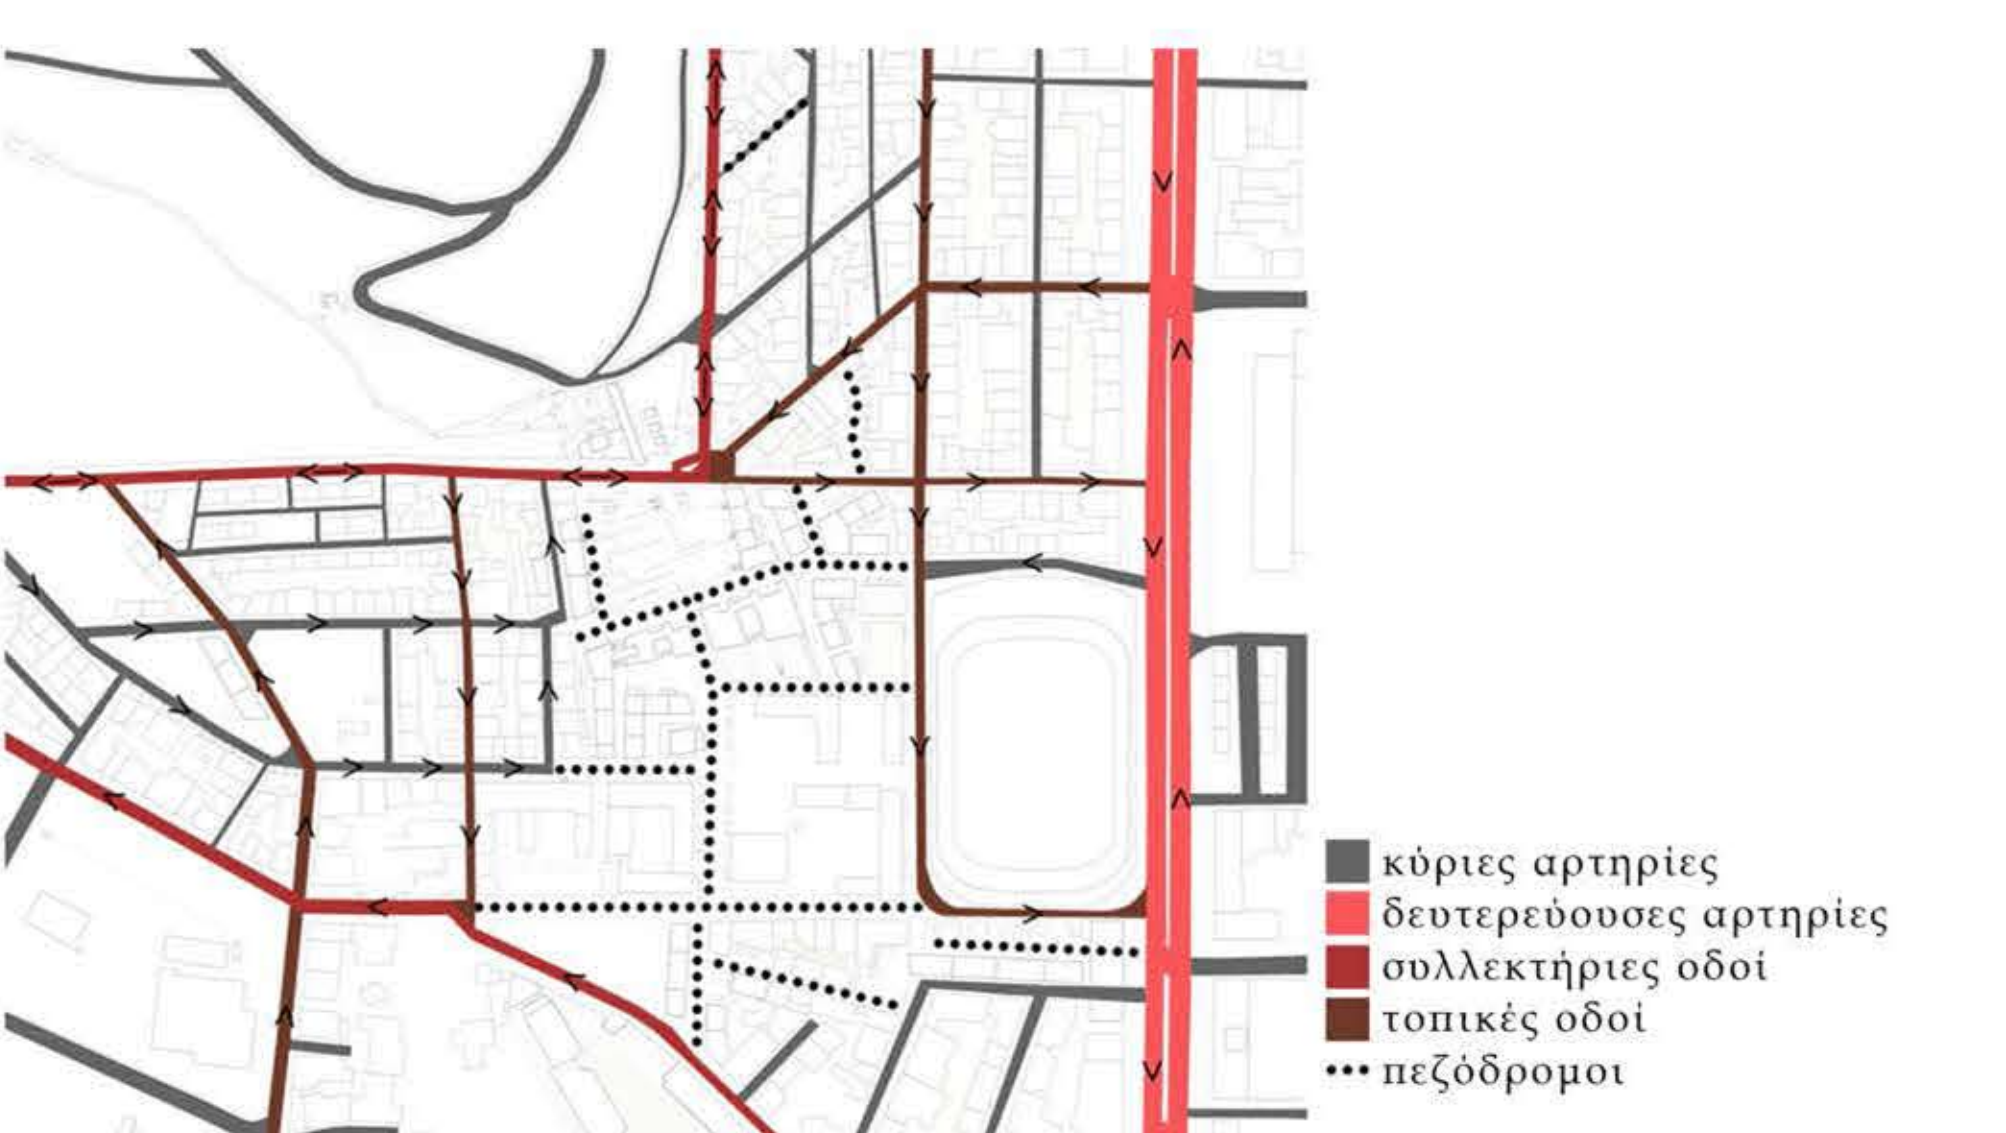 κύριες αρτηρίες
δευτερεύουσες αρτηρίες
συλλεκτήριες οδοί
τοπικές οδοί
πεζόδρομοι